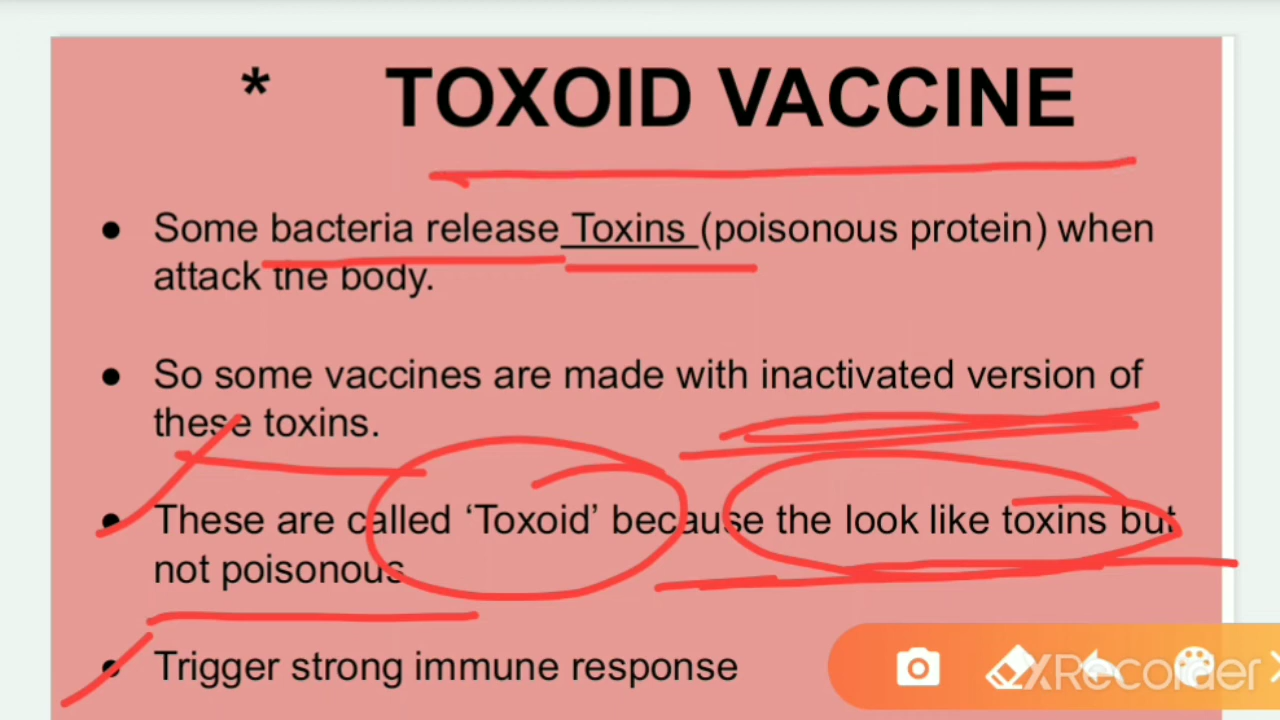 * TOXOID VACCINE
● Some bacteria release Toxins (poisonous protein) when
attack the body.
● So some vaccines are made with inactivated version of
these toxins.
● These are called ‘Toxoid’ because the look like toxins but
not poisonous
● Trigger strong immune response
XRecorder